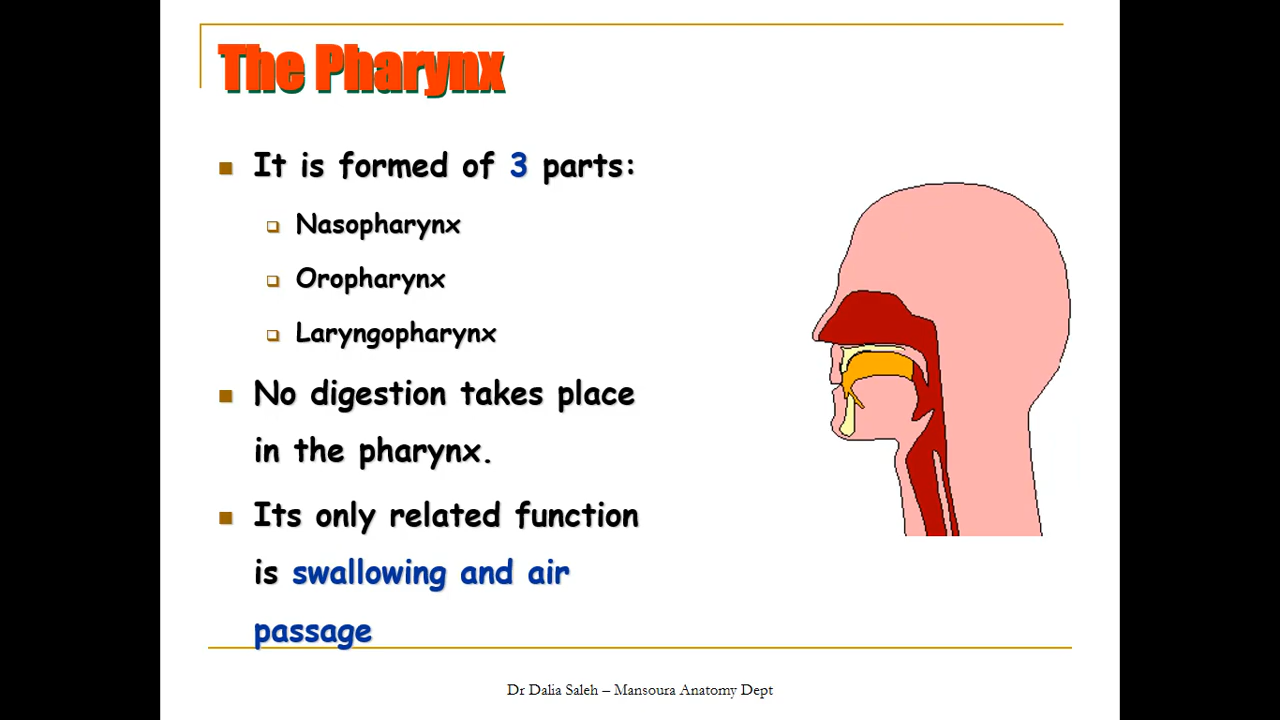 The Pharynx
It is formed of 3 parts:
Nasopharynx
Oropharynx
Laryngopharynx
No digestion takes place
in the pharynx.
Its only related function
is swallowing and air
passage
Dr Dalia Saleh – Mansoura Anatomy Dept